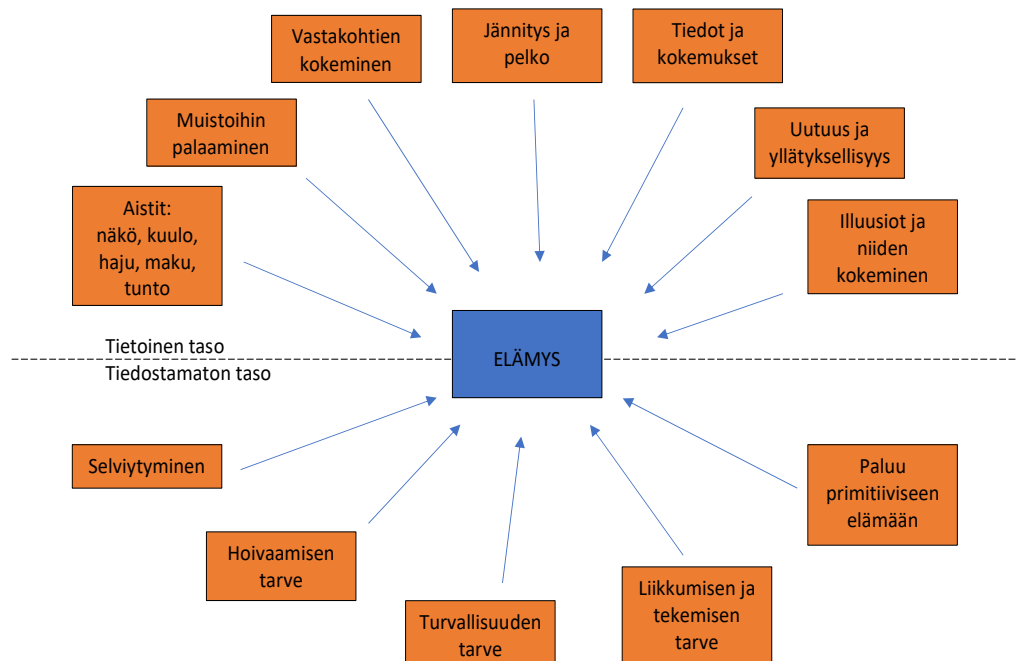 Vastakohtien
kokeminen
Jännitys ja
pelko
Tiedot ja
kokemukset
Muistoihin
palaaminen
Uutuus ja
yllätyksellisyys
Aistit:
näkö, kuulo,
haju, maku,
tunto
Illuusiot ja
niiden
kokeminen
ELÄMYS
Tietoinen taso
Tiedostamaton taso
Selviytyminen
Paluu
primitiiviseen
elämään
Hoivaamisen
tarve
Turvallisuuden
tarve
Liikkumisen ja
tekemisen
tarve